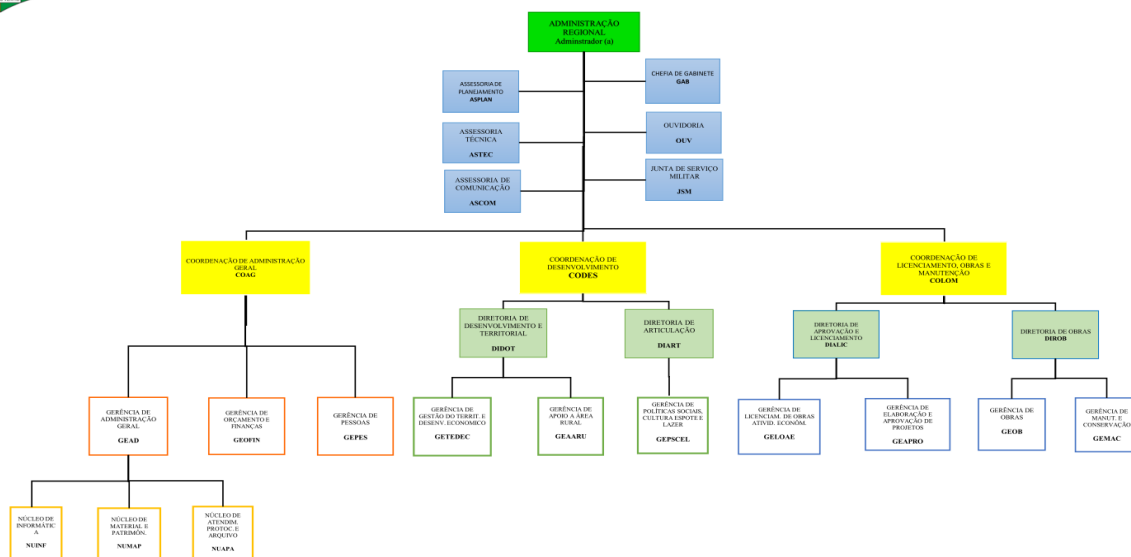 ADMINISTRAÇÃO
REGIONAL
Adminstrador (a)
ASSESSORIA DE
PLANEJAMENTO
ASPLAN
CHEFIA DE GABINETE
GAB
ASSESSORIA
TÉCNICA
ASTEC
OUVIDORIA
OUV
ASSESSORIA DE
COMUNICAÇÃO
ASCOM
JUNTA DE SERVIÇO
MILITAR
JSM
COORDENAÇÃO DE ADMINISTRAÇÃO
GERAL
COAG
COORDENAÇÃO DE
DESENVOLVIMENTO
CODES
COORDENAÇÃO DE
LICENCIAMENTO, OBRAS E
MANUTENÇÃO
COLOM
DIRETORIA DE
DESENVOLVIMENTO E
TERRITORIAL
DIDOT
DIRETORIA DE
ARTICULAÇÃO
DIART
DIRETORIA DE
APROVAÇÃO E
LICENCIAMENTO
DIALIC
DIRETORIA DE OBRAS
DIROB
GERÊNCIA DE
ADMINISTRAÇÃO
GERAL
GEAD
GERÊNCIA DE
ORÇAMENTO E
FINANÇAS
GEOFIN
GERÊNCIA DE
PESSOAS
GEPES
GERÊNCIA DE
GESTÃO DO TERRIT. E
DESENV. ECONOMICO
GETEDEC
GERÊNCIA DE
APOIO A ÁREA
RURAL
GEAARU
GERÊNCIA DE
POLÍTICAS SOCIAIS,
CULTURA ESPOTE E
LAZER
GEPSCEL
GERÊNCIA DE
LICENCIAM. DE OBRAS
ATIVID. ECONÔM.
GELOAE
GERÊNCIA DE
ELABORAÇÃO E
APROVAÇÃO DE
PROJETOS
GEAPRO
GERÊNCIA DE
OBRAS
GEOB
GERÊNCIA DE
MANUT. E
CONSERVAÇÃO
GEMAC
NÚCLEO DE
INFORMÁTIC
A
NUINF
NÚCLEO DE
MATERIAL E
PATRIMÔN.
NUMAP
NÚCLEO DE
ATENDIM.
PROTOC. E
ARQUIVO
NUAPA